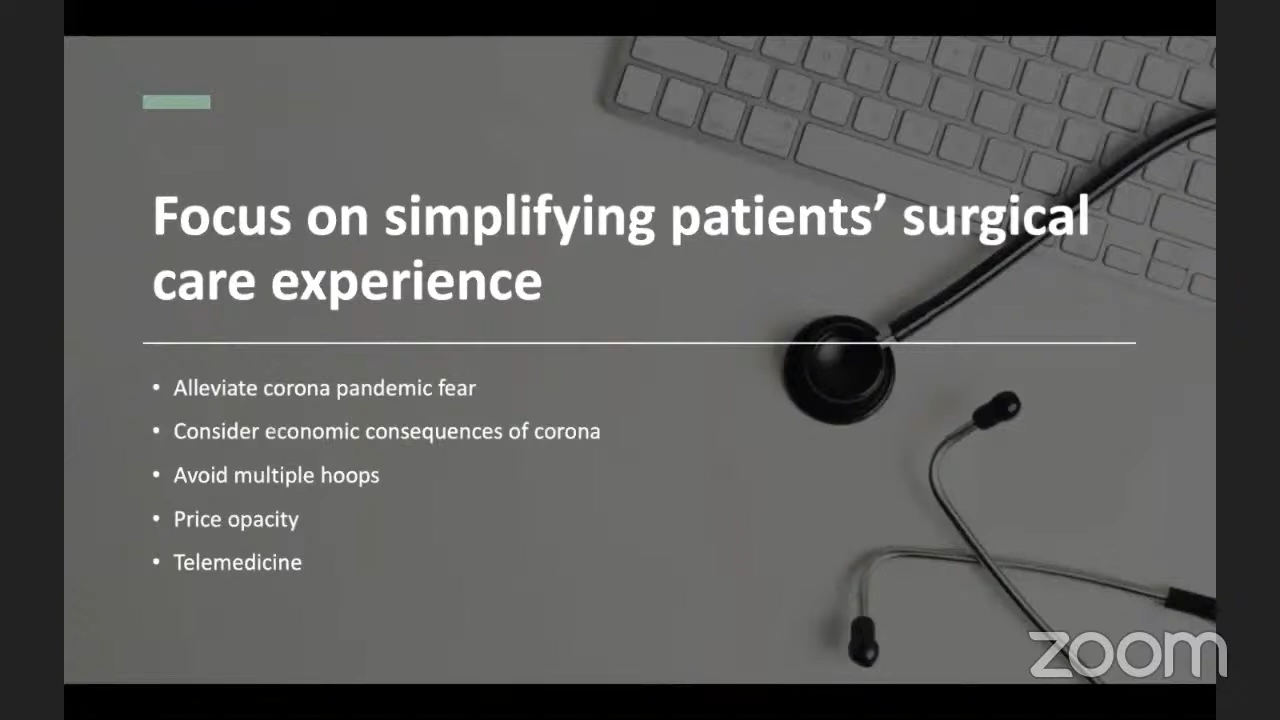 Focus on simplifying patients’ surgical
care experience
• Alleviate corona pandemic fear
• Consider economic consequences of corona
• Avoid multiple hoops
• Price opacity
• Telemedicine
zoom